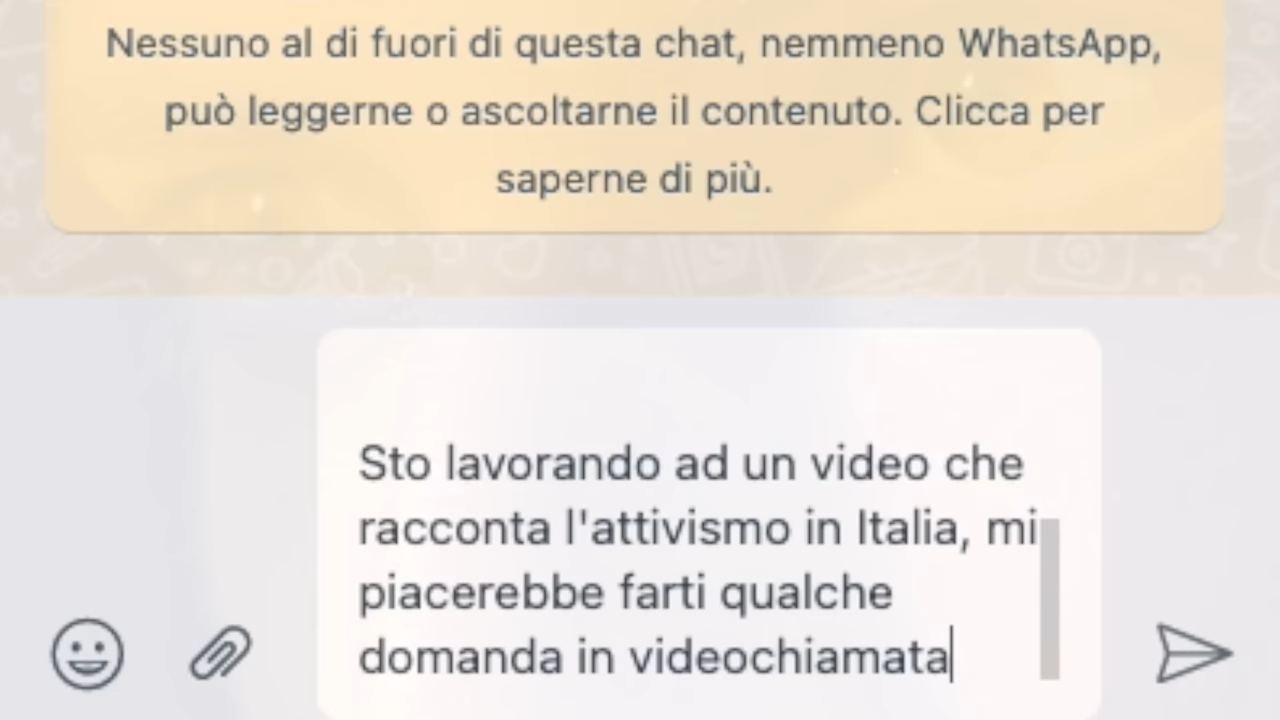 Nessuno al di fuori di questa chat, nemmeno WhatsApp,
può leggerne o ascoltarne il contenuto. Clicca per
saperne di più.
Sto lavorando ad un video che
racconta l'attivismo in Italia, mi
piacerebbe farti qualche
domanda in videochiamata